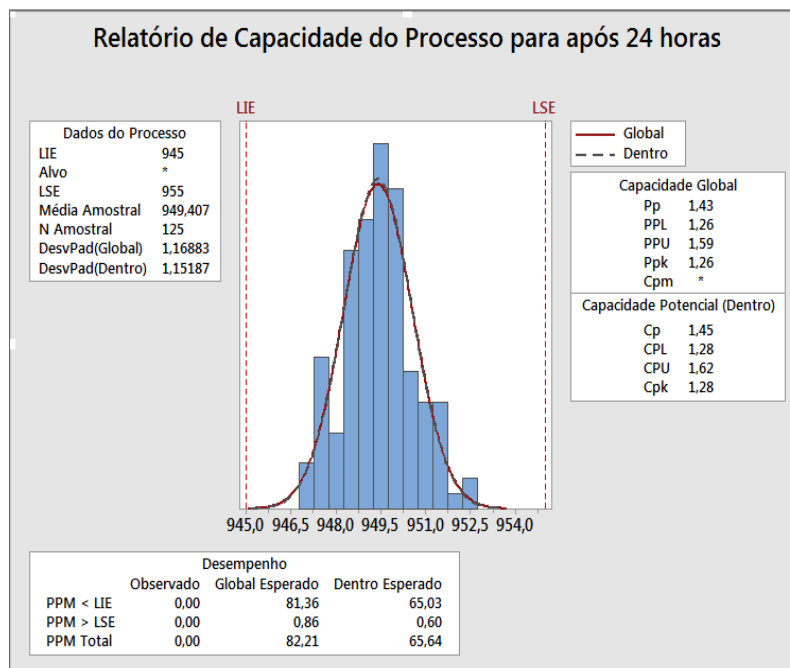 Relatório de Capacidade do Processo para após 24 horas
LIE LSE
Dados do Processo
LIE 945
Alvo *
LSE 955
Média Amostral 949,407
N Amostral 125
DesvPad(Global) 1,16883
DesvPad(Dentro) 1,15187
Global
Dentro
Capacidade Global
Pp 1,43
PPL 1,26
PPU 1,59
Ppk 1,26
Cpm *
Capacidade Potencial (Dentro)
Cp 1,45
CPL 1,28
CPU 1,62
Cpk 1,28
945,0 946,5 948,0 949,5 951,0 952,5 954,0
Desempenho
Observado Global Esperado Dentro Esperado
PPM < LIE 0,00 81,36 65,03
PPM > LSE 0,00 0,86 0,60
PPM Total 0,00 82,21 65,64